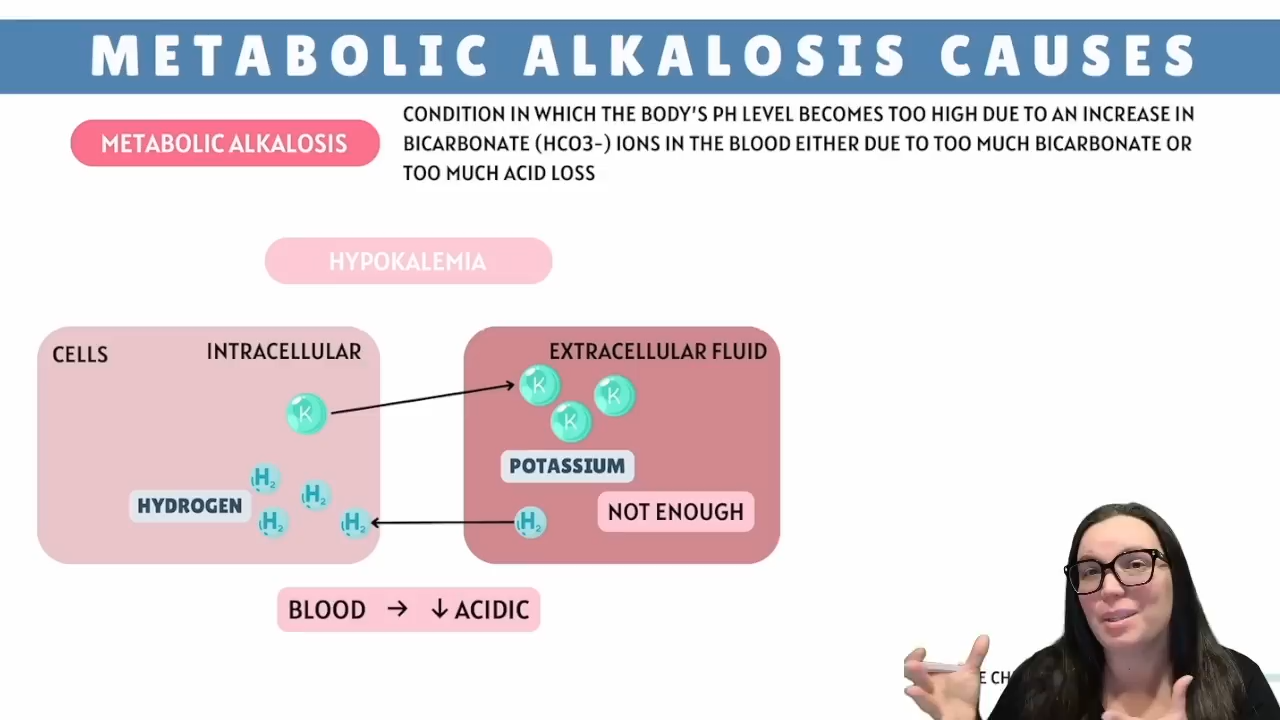 METABOLIC ALKALOSIS CAUSES
METABOLIC ALKALOSIS
CONDITION IN WHICH THE BODY'S PH LEVEL BECOMES TOO HIGH DUE TO AN INCREASE IN
BICARBONATE (HCO3-) IONS IN THE BLOOD EITHER DUE TO TOO MUCH BICARBONATE OR
TOO MUCH ACID LOSS
HYPOKALEMIA
CELLS
INTRACELLULAR
EXTRACELLULAR FLUID
K
K
K
K
POTASSIUM
HYDROGEN
H2
H2
H2
H2
H2
NOT ENOUGH
BLOOD → ↓ ACIDIC